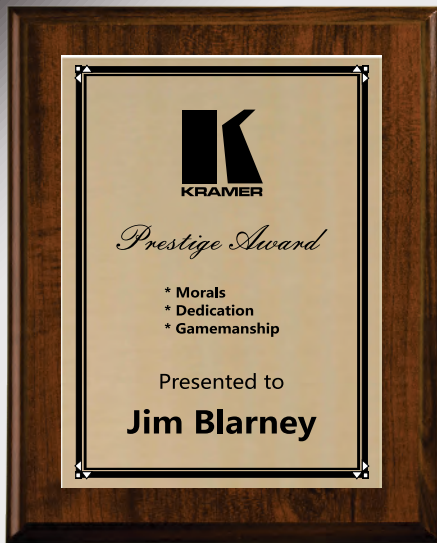 K
KRAMER
Prestige Award
* Morals
* Dedication
* Gamemanship
Presented to
Jim Blarney